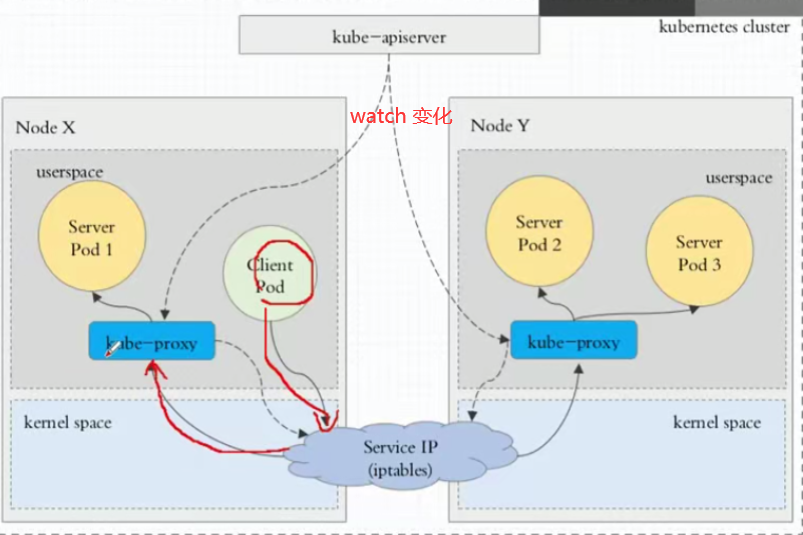 kube-apiserver
kubernetes cluster
watch 变化
Node X
Node Y
userspace
userspace
Server
Pod 1
Client
Pod
Server
Pod 2
Server
Pod 3
kube-proxy
kube-proxy
kernel space
kernel space
Service IP
(iptables)